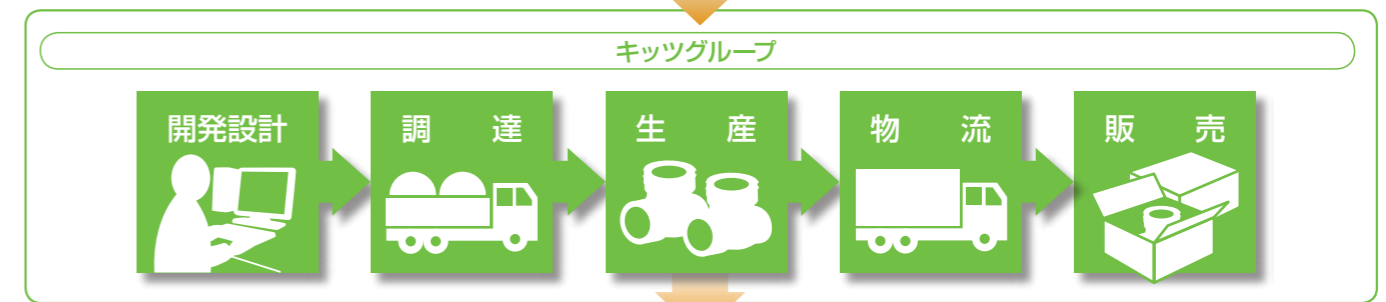 キッツグループ
開発設計
調達
生産
物流
販売